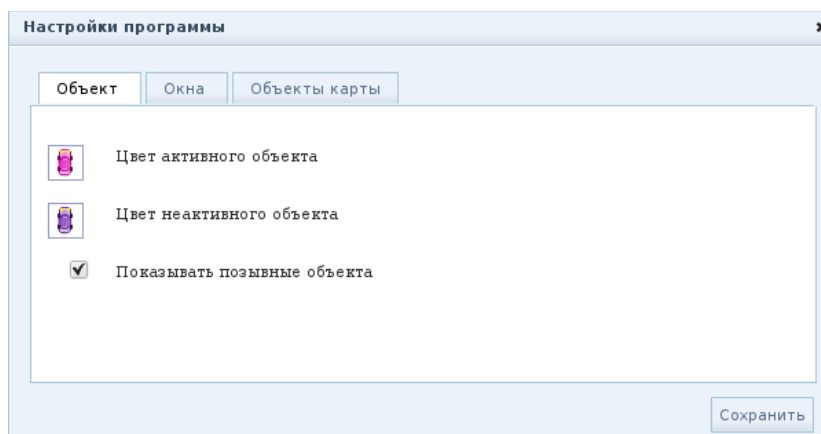 Настройки программы
Объект Окна Объекты карты
Цвет активного объекта
Цвет неактивного объекта
Показывать позывные объекта
Сохранить